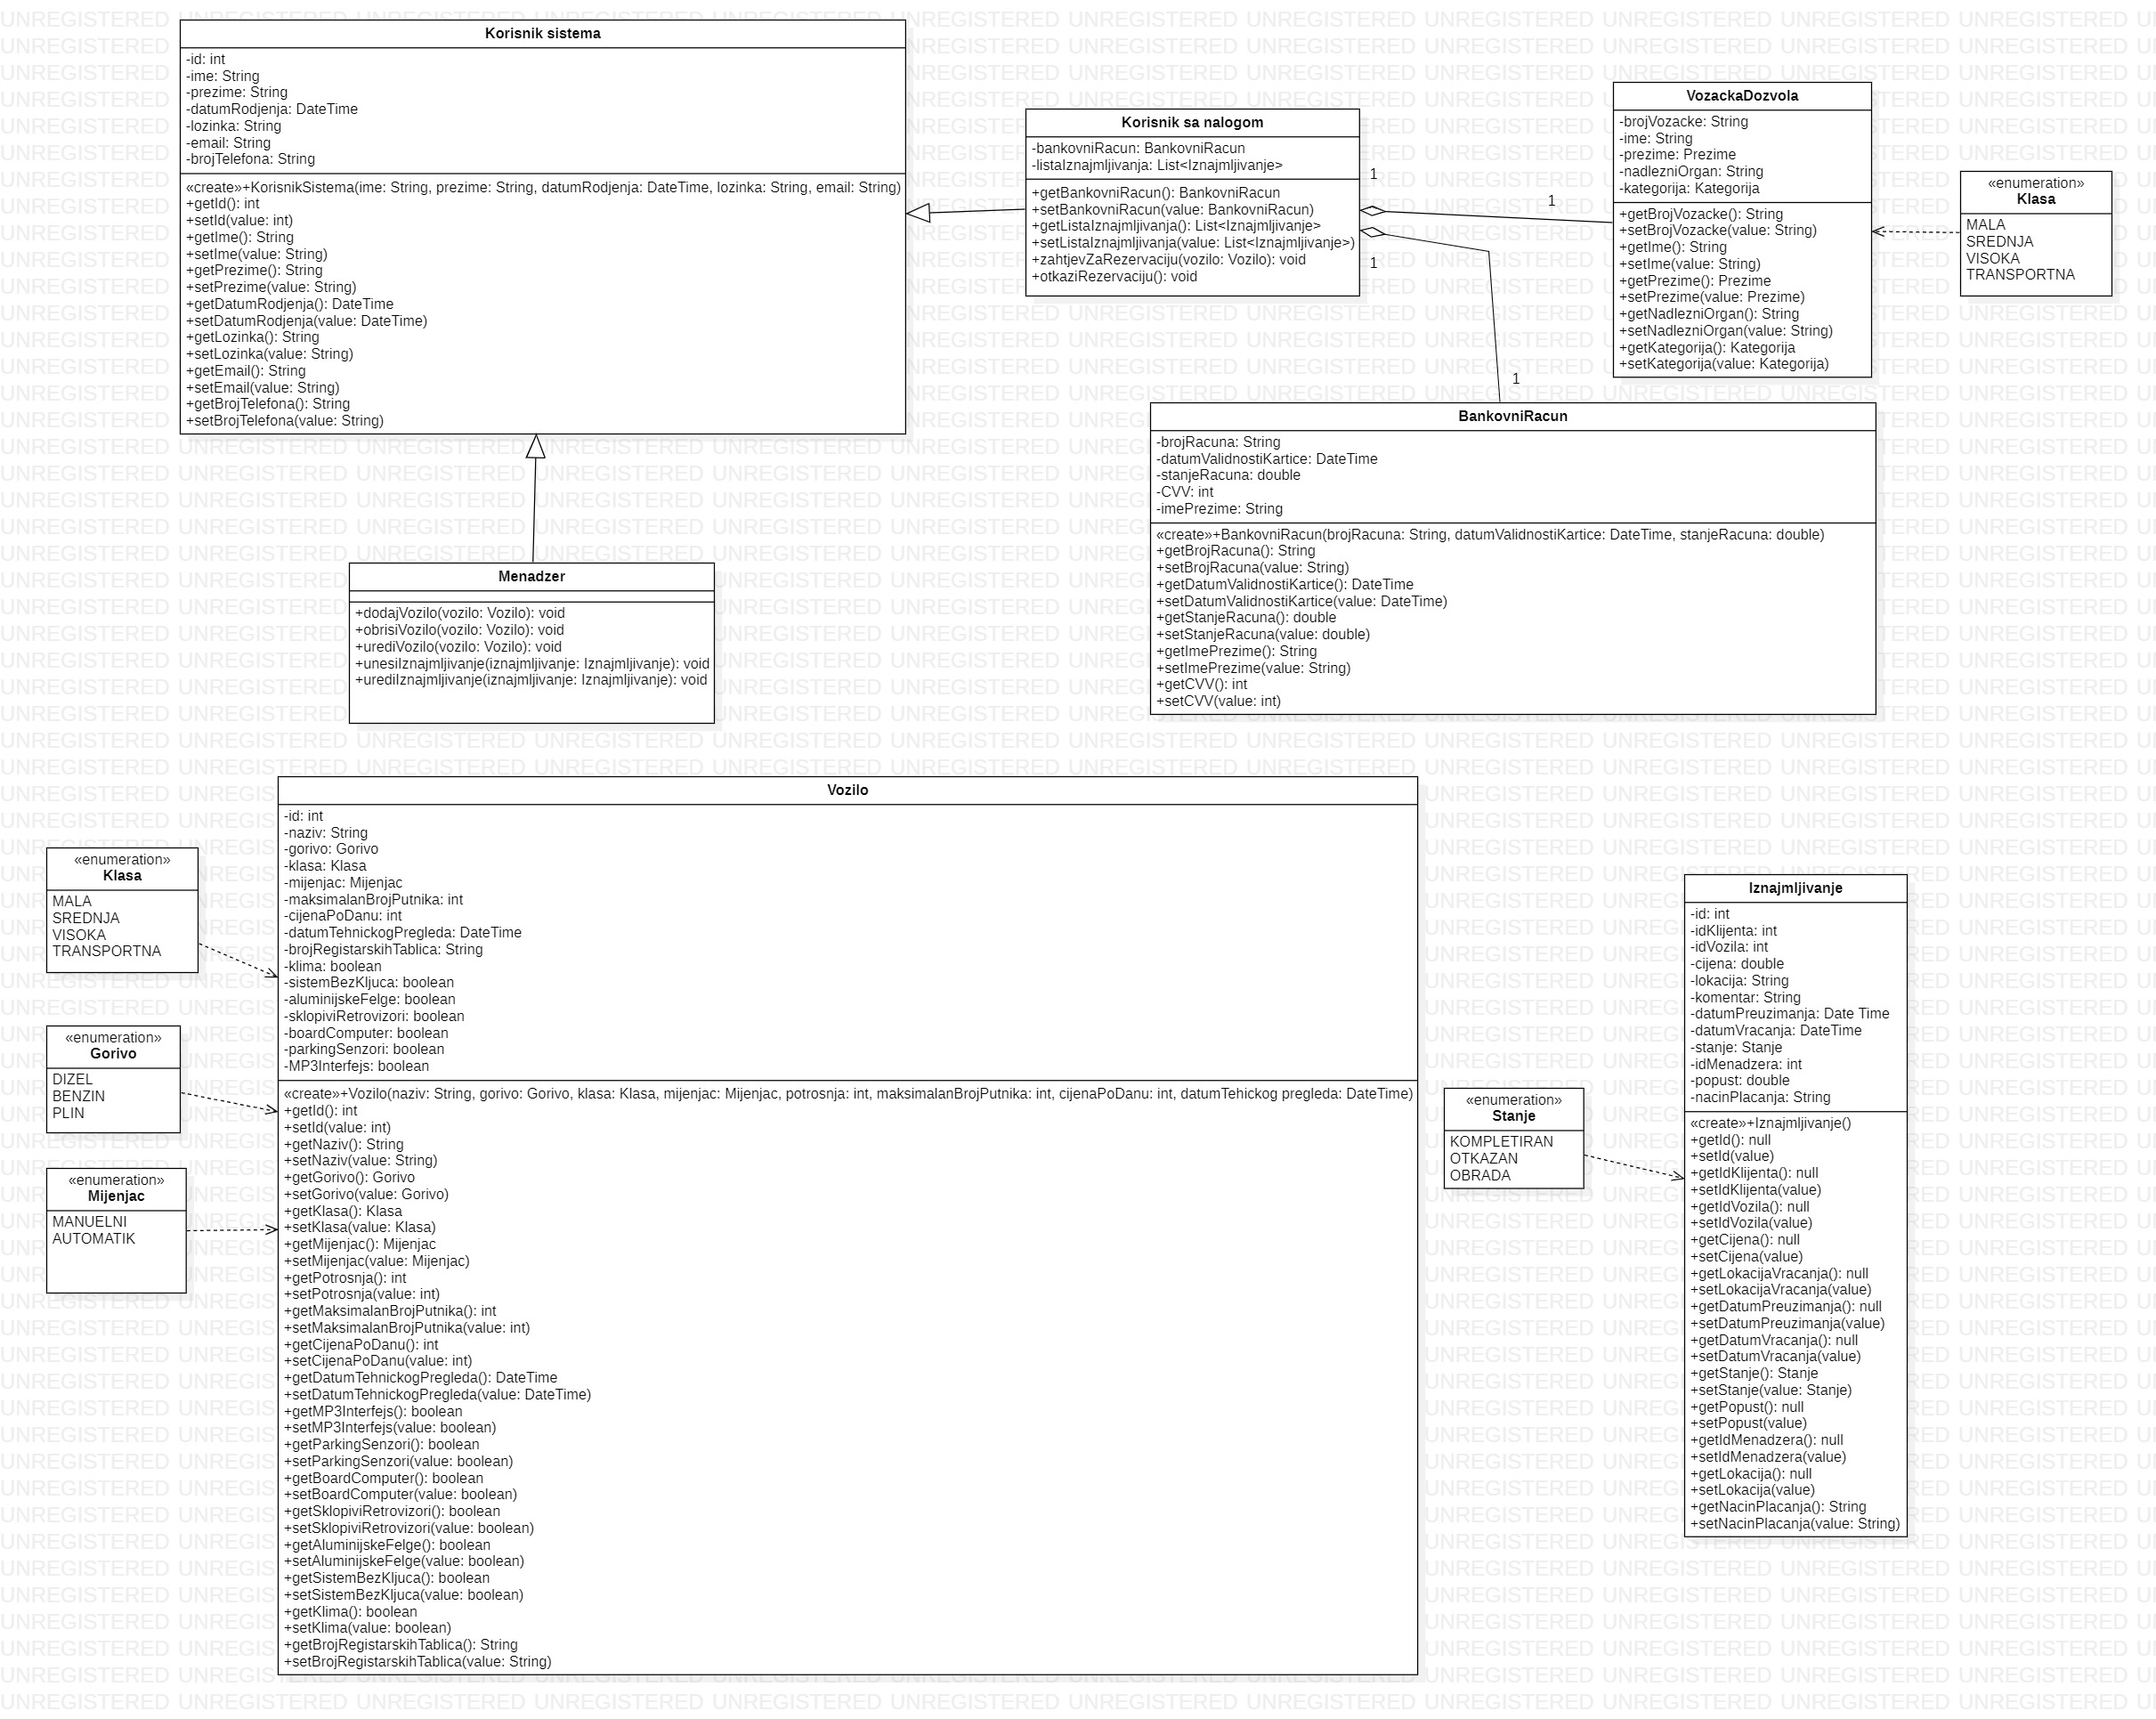 Korisnik sistema
-id: int
-ime: String
-prezime: String
-datumRodjenja: DateTime
-lozinka: String
-email: String
-brojTelefona: String
«create»+KorisnikSistema(ime: String, prezime: String, datumRodjenja: DateTime, lozinka: String, email: String)
+getId(): int
+setId(value: int)
+getIme(): String
+setIme(value: String)
+getPrezime(): String
+setPrezime(value: String)
+getDatumRodjenja(): DateTime
+setDatumRodjenja(value: DateTime)
+getLozinka(): String
+setLozinka(value: String)
+getEmail(): String
+setEmail(value: String)
+getBrojTelefona(): String
+setBrojTelefona(value: String)
Korisnik sa nalogom
-bankovniRacun: BankovniRacun
-listaIznajmljivanja: List<Iznajmljivanje>
+getBankovniRacun(): BankovniRacun
+setBankovniRacun(value: BankovniRacun)
+getListaIznajmljivanja(): List<Iznajmljivanje>
+setListaIznajmljivanja(value: List<Iznajmljivanje>)
+zahtjevZaRezervaciju(vozilo: Vozilo): void
+otkaziRezervaciju(): void
1
1
1
1
VozackaDozvola
-brojVozacke: String
-ime: String
-prezime: Prezime
-nadlezniOrgan: String
-kategorija: Kategorija
+getBrojVozacke(): String
+setBrojVozacke(value: String)
+getIme(): String
+setIme(value: String)
+getPrezime(): Prezime
+setPrezime(value: Prezime)
+getNadlezniOrgan(): String
+setNadlezniOrgan(value: String)
+getKategorija(): Kategorija
+setKategorija(value: Kategorija)
«enumeration»
Klasa
MALA
SREDNJA
VISOKA
TRANSPORTNA
BankovniRacun
-brojRacuna: String
-datumValidnostiKartice: DateTime
-stanjeRacuna: double
-CVV: int
-imePrezime: String
«create»+BankovniRacun(brojRacuna: String, datumValidnostiKartice: DateTime, stanjeRacuna: double)
+getBrojRacuna(): String
+setBrojRacuna(value: String)
+getDatumValidnostiKartice(): DateTime
+setDatumValidnostiKartice(value: DateTime)
+getStanjeRacuna(): double
+setStanjeRacuna(value: double)
+getImePrezime(): String
+setImePrezime(value: String)
+getCVV(): int
+setCVV(value: int)
Menadzer
+dodajVozilo(vozilo: Vozilo): void
+obrisiVozilo(vozilo: Vozilo): void
+urediVozilo(vozilo: Vozilo): void
+unesiIznajmljivanje(iznajmljivanje: Iznajmljivanje): void
+urediIznajmljivanje(iznajmljivanje: Iznajmljivanje): void
«enumeration»
Klasa
MALA
SREDNJA
VISOKA
TRANSPORTNA
«enumeration»
Gorivo
DIZEL
BENZIN
PLIN
«enumeration»
Mijenjac
MANUELNI
AUTOMATIK
Vozilo
-id: int
-naziv: String
-gorivo: Gorivo
-klasa: Klasa
-mijenjac: Mijenjac
-maksimalanBrojPutnika: int
-cijenaPoDanu: int
-datumTehnickogPregleda: DateTime
-brojRegistarskihTablica: String
-klima: boolean
-sistemBezKljuca: boolean
-aluminijskeFelge: boolean
-sklopiviRetrovizori: boolean
-boardComputer: boolean
-parkingSenzori: boolean
-MP3Interfejs: boolean
«create»+Vozilo(naziv: String, gorivo: Gorivo, klasa: Klasa, mijenjac: Mijenjac, potrosnja: int, maksimalanBrojPutnika: int, cijenaPoDanu: int, datumTehickog pregleda: DateTime)
+getId(): int
+setId(value: int)
+getNaziv(): String
+setNaziv(value: String)
+getGorivo(): Gorivo
+setGorivo(value: Gorivo)
+getKlasa(): Klasa
+setKlasa(value: Klasa)
+getMijenjac(): Mijenjac
+setMijenjac(value: Mijenjac)
+getPotrosnja(): int
+setPotrosnja(value: int)
+getMaksimalanBrojPutnika(): int
+setMaksimalanBrojPutnika(value: int)
+getCijenaPoDanu(): int
+setCijenaPoDanu(value: int)
+getDatumTehnickogPregleda(): DateTime
+setDatumTehnickogPregleda(value: DateTime)
+getMP3Interfejs(): boolean
+setMP3Interfejs(value: boolean)
+getParkingSenzori(): boolean
+setParkingSenzori(value: boolean)
+getBoardComputer(): boolean
+setBoardComputer(value: boolean)
+getSklopiviRetrovizori(): boolean
+setSklopiviRetrovizori(value: boolean)
+getAluminijskeFelge(): boolean
+setAluminijskeFelge(value: boolean)
+getSistemBezKljuca(): boolean
+setSistemBezKljuca(value: boolean)
+getKlima(): boolean
+setKlima(value: boolean)
+getBrojRegistarskihTablica(): String
+setBrojRegistarskihTablica(value: String)
«enumeration»
Stanje
KOMPLETIRAN
OTKAZAN
OBRADA
Iznajmljivanje
-id: int
-idKlijenta: int
-idVozila: int
-cijena: double
-lokacija: String
-komentar: String
-datumPreuzimanja: Date Time
-datumVracanja: DateTime
-stanje: Stanje
-idMenadzera: int
-popust: double
-nacinPlacanja: String
«create»+Iznajmljivanje()
+getId(): null
+setId(value)
+getIdKlijenta(): null
+setIdKlijenta(value)
+getIdVozila(): null
+setIdVozila(value)
+getCijena(): null
+setCijena(value)
+getLokacijaVracanja(): null
+setLokacijaVracanja(value)
+getDatumPreuzimanja(): null
+setDatumPreuzimanja(value)
+getDatumVracanja(): null
+setDatumVracanja(value)
+getStanje(): Stanje
+setStanje(value: Stanje)
+getPopust(): null
+setPopust(value)
+getIdMenadzera(): null
+setIdMenadzera(value)
+getLokacija(): null
+setLokacija(value)
+getNacinPlacanja(): String
+setNacinPlacanja(value: String)
UNREGISTERED